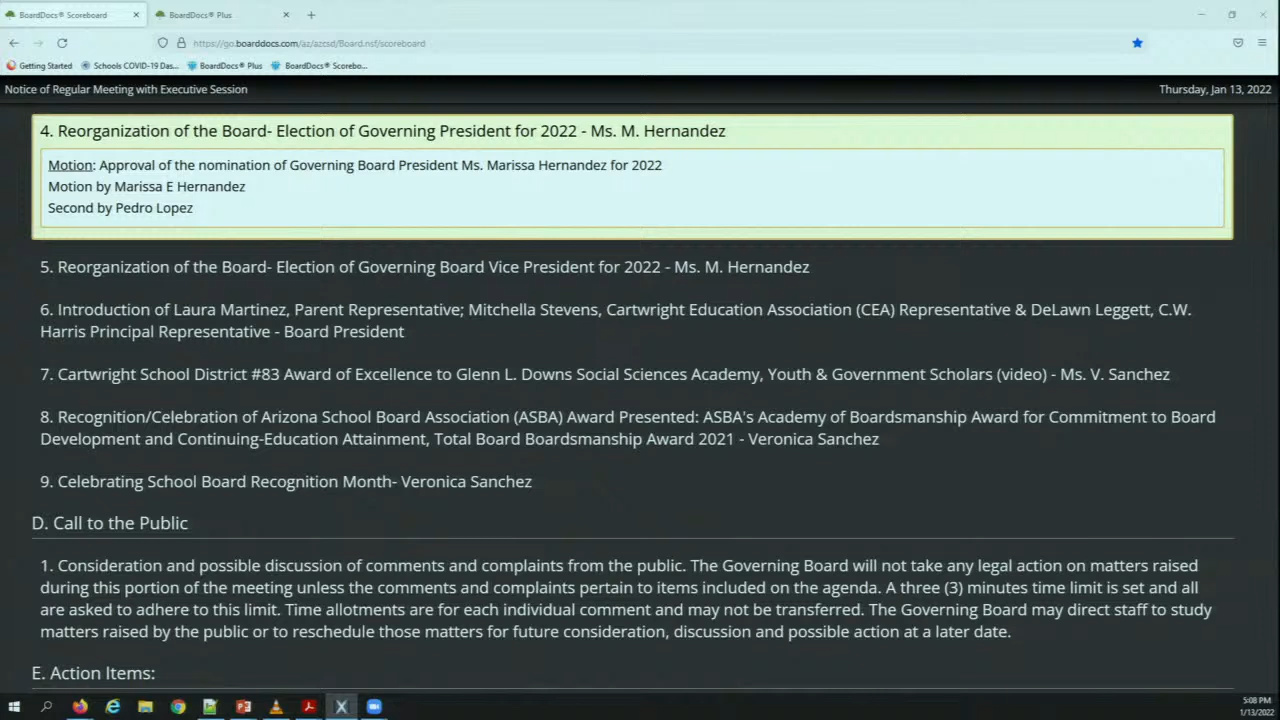 BoardDocs® Scoreboard
BoardDocs® Plus
https://go.boarddocs.com/az/azcsd/Board.nsf/scoreboard
Getting Started
Schools COVID-19 Das...
BoardDocs® Plus
BoardDocs® Scorebo...
Notice of Regular Meeting with Executive Session
Thursday, Jan 13, 2022
4. Reorganization of the Board- Election of Governing President for 2022 - Ms. M. Hernandez
Motion: Approval of the nomination of Governing Board President Ms. Marissa Hernandez for 2022
Motion by Marissa E Hernandez
Second by Pedro Lopez
5. Reorganization of the Board- Election of Governing Board Vice President for 2022 - Ms. M. Hernandez
6. Introduction of Laura Martinez, Parent Representative; Mitchella Stevens, Cartwright Education Association (CEA) Representative & DeLawn Leggett, C.W.
Harris Principal Representative - Board President
7. Cartwright School District #83 Award of Excellence to Glenn L. Downs Social Sciences Academy, Youth & Government Scholars (video) - Ms. V. Sanchez
8. Recognition/Celebration of Arizona School Board Association (ASBA) Award Presented: ASBA's Academy of Boardsmanship Award for Commitment to Board
Development and Continuing-Education Attainment, Total Board Boardsmanship Award 2021 - Veronica Sanchez
9. Celebrating School Board Recognition Month- Veronica Sanchez
D. Call to the Public
1. Consideration and possible discussion of comments and complaints from the public. The Governing Board will not take any legal action on matters raised
during this portion of the meeting unless the comments and complaints pertain to items included on the agenda. A three (3) minutes time limit is set and all
are asked to adhere to this limit. Time allotments are for each individual comment and may not be transferred. The Governing Board may direct staff to study
matters raised by the public or to reschedule those matters for future consideration, discussion and possible action at a later date.
E. Action Items:
5:08 PM
1/13/2022